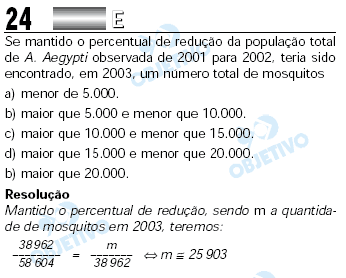 24 E
Se mantido o percentual de redução da população total
de A. Aegypti observada de 2001 para 2002, teria sido
encontrado, em 2003, um número total de mosquitos
a) menor de 5.000.
b) maior que 5.000 e menor que 10.000.
c) maior que 10.000 e menor que 15.000.
d) maior que 15.000 e menor que 20.000.
b) maior que 20.000.
Resolução
Mantido o percentual de redução, sendo m a quantida-
de de mosquitos em 2003, teremos:
38 962 / 58 604 = m / 38 962 ⇔ m ≅ 25 903
OBJETIVO
OBJETIVO
OBJETIVO